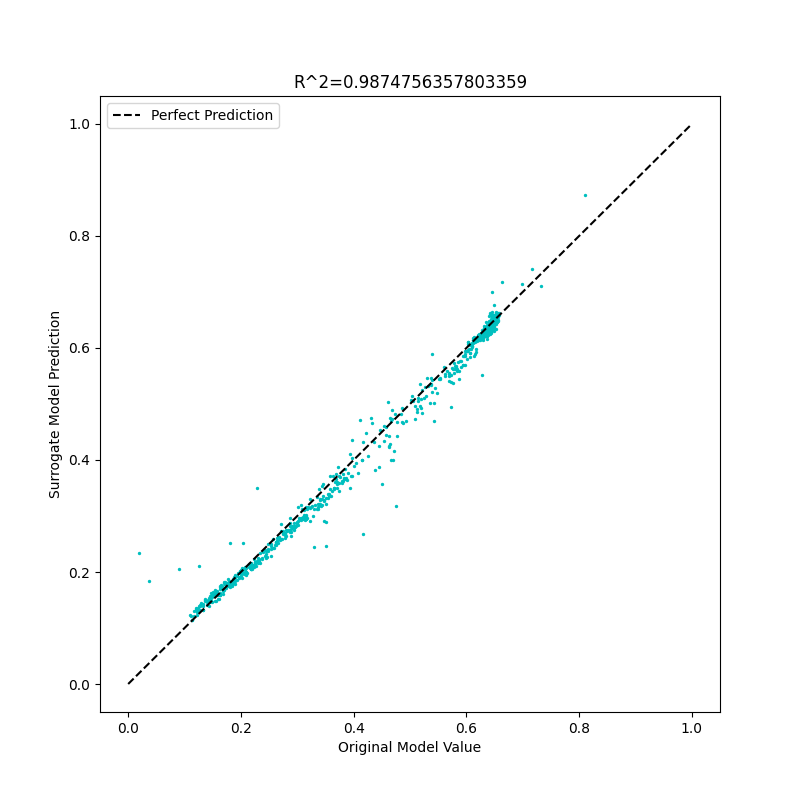 R^2=0.9874756357803359
Perfect Prediction
1.0
0.8
0.6
0.4
0.2
0.0
Surrogate Model Prediction
0.0 0.2 0.4 0.6 0.8 1.0
Original Model Value